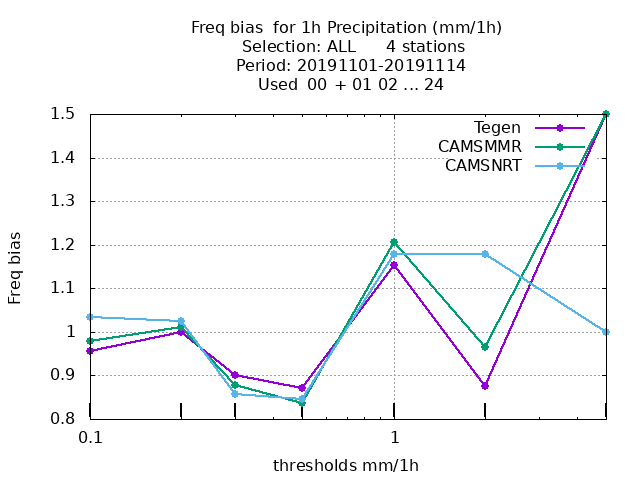 Freq bias  for 1h Precipitation (mm/1h)
Selection: ALL      4 stations
Period: 20191101-20191114
Used  00  + 01 02 ... 24
Tegen
CAMSMMR
CAMSNRT
1.5
1.4
1.3
1.2
1.1
1
0.9
0.8
Freq bias
0.1
1
thresholds mm/1h